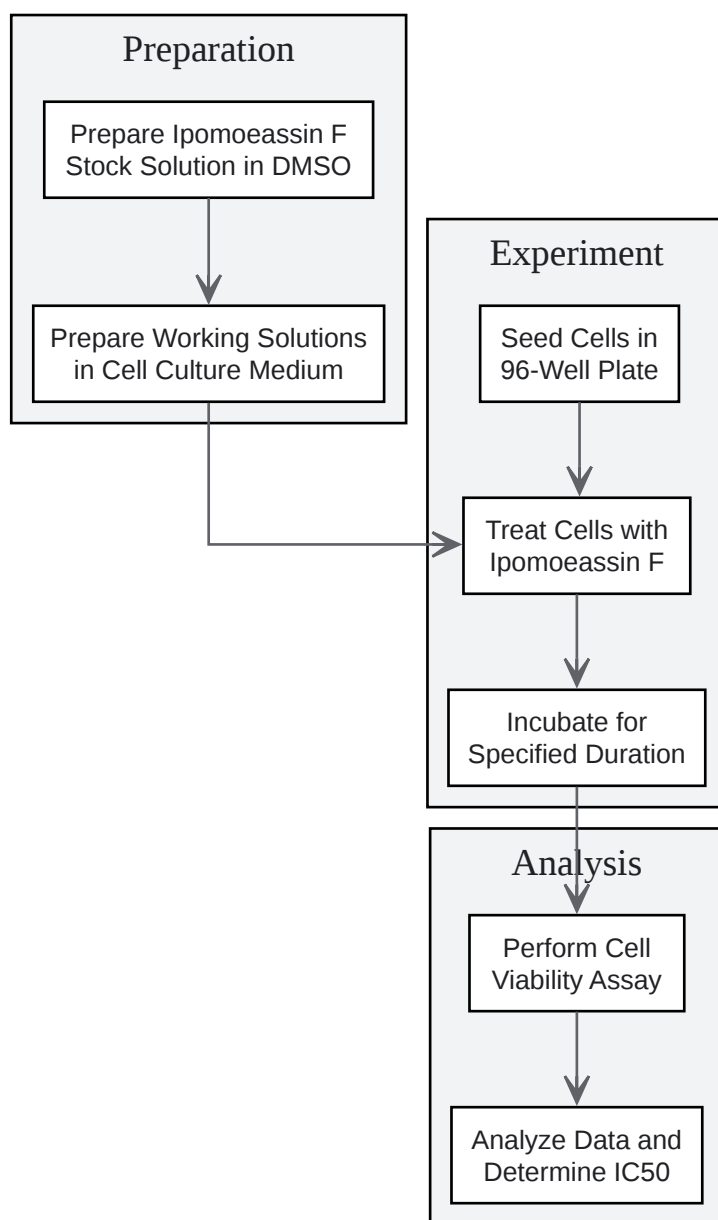 Preparation
Prepare Ipomoeassin F
Stock Solution in DMSO
Prepare Working Solutions
in Cell Culture Medium
Experiment
Seed Cells in
96-Well Plate
Treat Cells with
Ipomoeassin F
Incubate for
Specified Duration
Analysis
Perform Cell
Viability Assay
Analyze Data and
Determine IC50